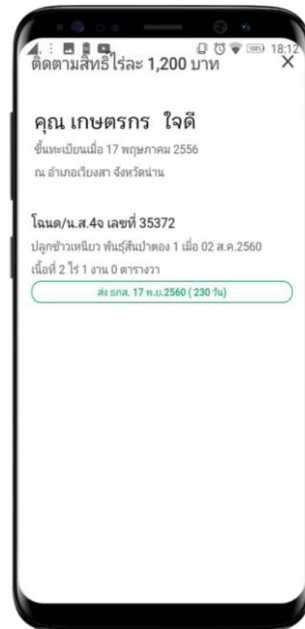 18:12
ติดตามสิทธิ์ไร่ละ 1,200 บาท
คุณ เกษตรกร ใจดี
ขึ้นทะเบียนเมื่อ 17 พฤษภาคม 2556
ณ อำเภอเวียงสา จังหวัดน่าน
โฉนด/น.ส.4จ เลขที่ 35372
ปลูกข้าวเหนียว พันธุ์สันป่าตอง 1 เมื่อ 02 ส.ค.2560
เนื้อที่ 2 ไร่ 1 งาน 0 ตารางวา
ส่ง ธกส. 17 พ.ย.2560 ( 230 วัน)